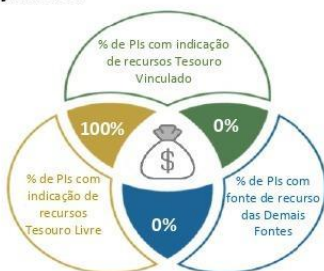 % de PIs com indicação
de recursos Tesouro
Vinculado
100%
0%
$
% de PIs com
indicação de
recursos
Tesouro Livre
% de PIs com
fonte de recurso
das Demais
Fontes
0%